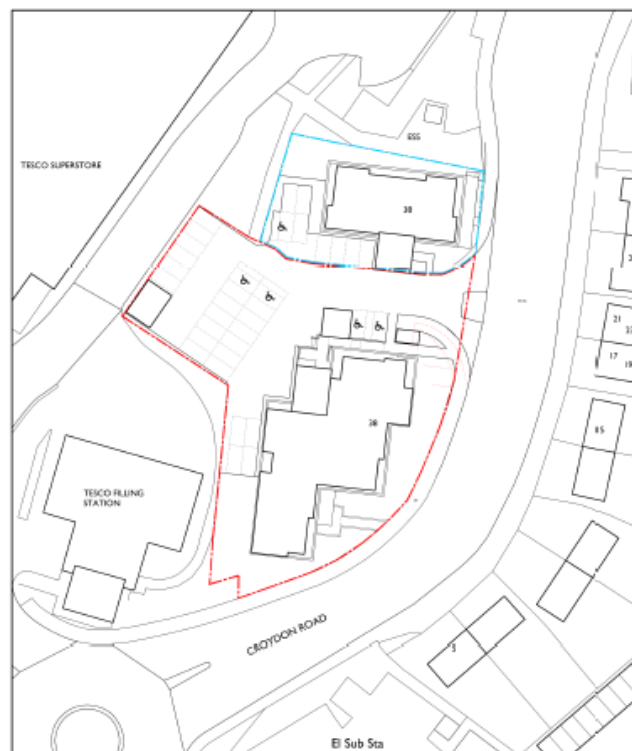 ESS
TESCO SUPERSTORE
38
21
17
19
38
85
TESCO FILLING
STATION
CROYDON ROAD
3
El Sub Sta